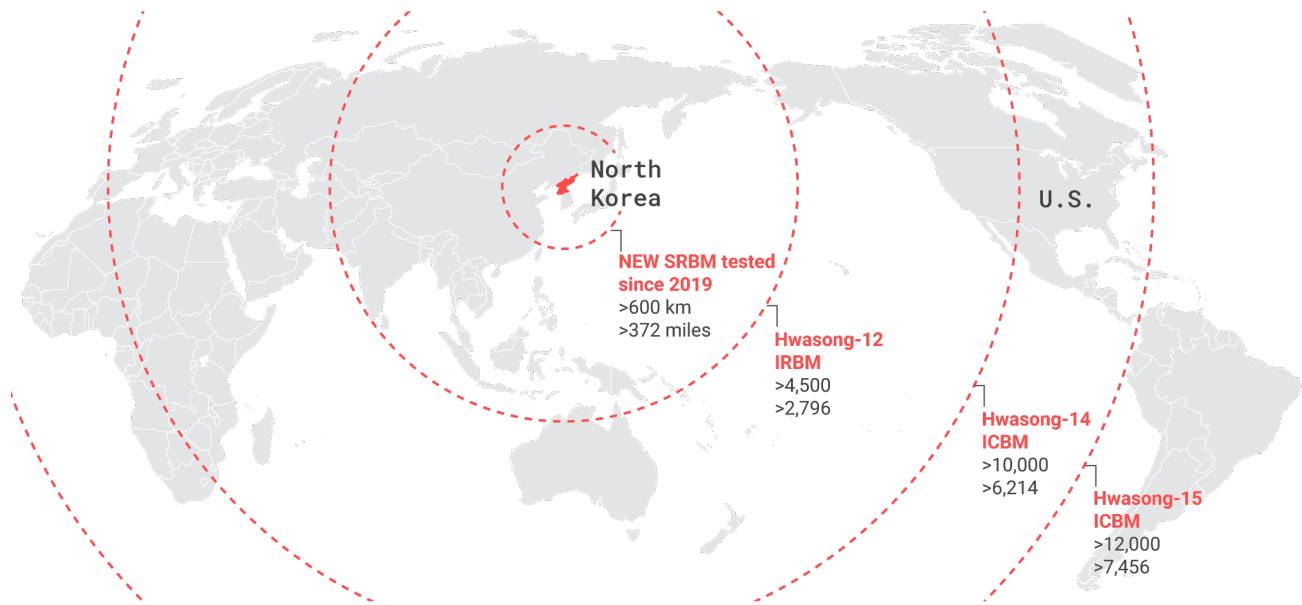 North
Korea
U.S.
NEW SRBM tested
since 2019
>600 km
>372 miles
Hwasong-12
IRBM
>4,500
>2,796
Hwasong-14
ICBM
>10,000
>6,214
Hwasong-15
ICBM
>12,000
>7,456